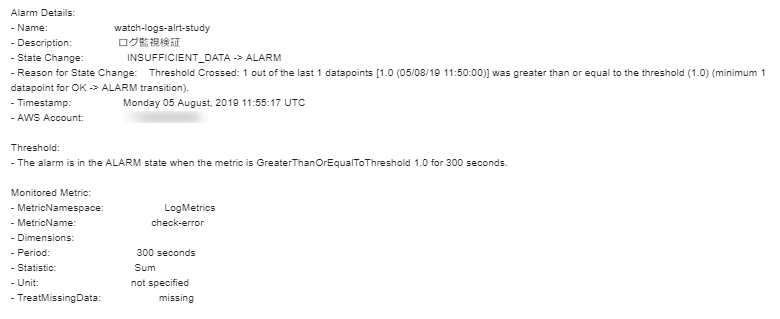 Alarm Details:
- Name: watch-logs-alrt-study
- Description: ログ監視検証
- State Change: INSUFFICIENT_DATA -> ALARM
- Reason for State Change: Threshold Crossed: 1 out of the last 1 datapoints [1.0 (05/08/19 11:50:00)] was greater than or equal to the threshold (1.0) (minimum 1
datapoint for OK -> ALARM transition).
- Timestamp: Monday 05 August, 2019 11:55:17 UTC
- AWS Account:
Threshold:
- The alarm is in the ALARM state when the metric is GreaterThanOrEqualToThreshold 1.0 for 300 seconds.
Monitored Metric:
- MetricNamespace: LogMetrics
- MetricName: check-error
- Dimensions:
- Period: 300 seconds
- Statistic: Sum
- Unit: not specified
- TreatMissingData: missing